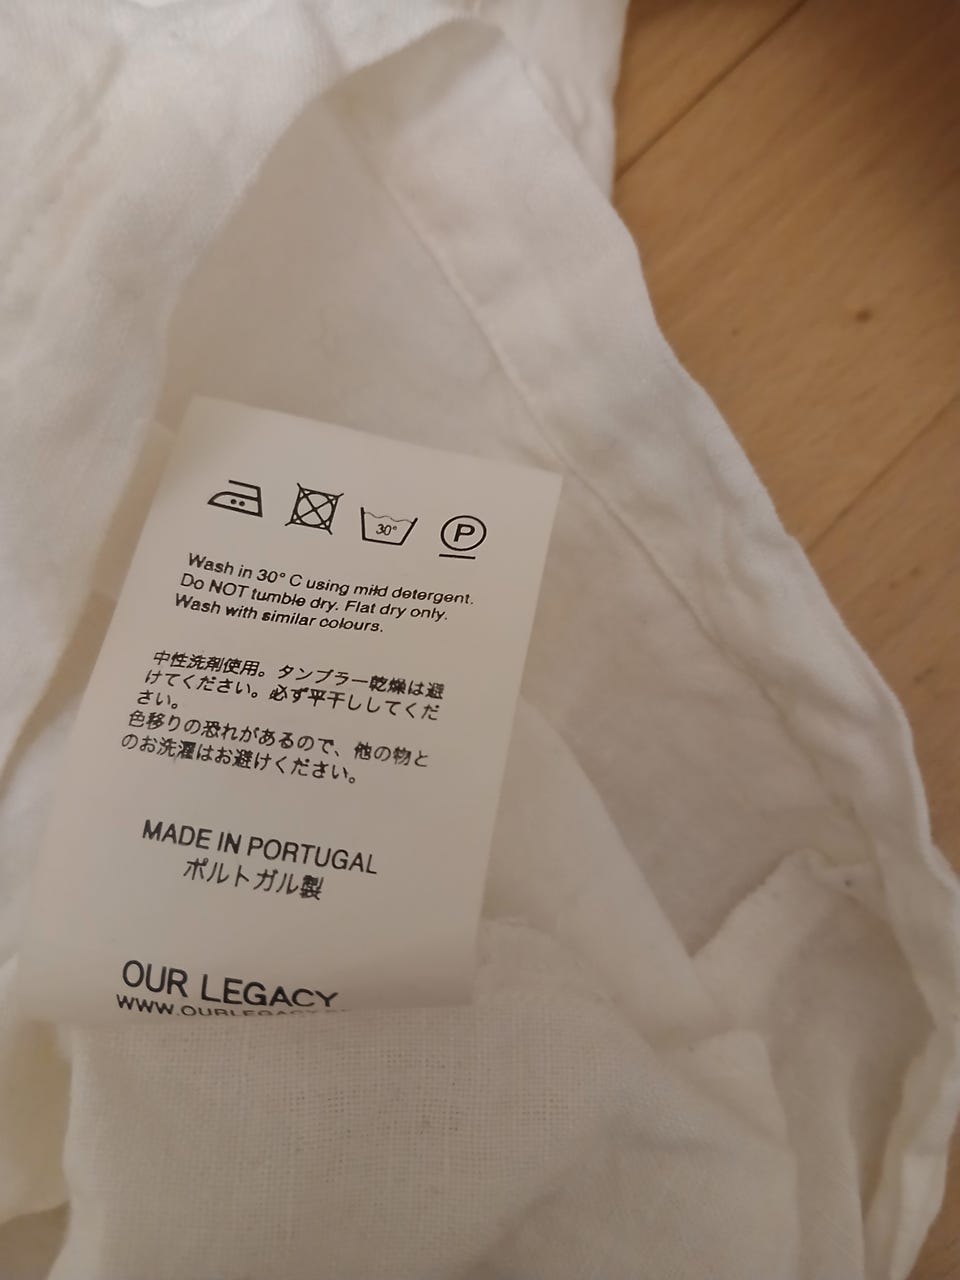 30°
P
Wash in 30° C using mild detergent.
Do NOT tumble dry. Flat dry only.
Wash with similar colours.
中性洗剤使用。タンブラー乾燥は避
けてください。必ず平干ししてくだ
さい。
色移りの恐れがあるので、他の物と
のお洗濯はお避けください。
MADE IN PORTUGAL
ポルトガル製
OUR LEGACY